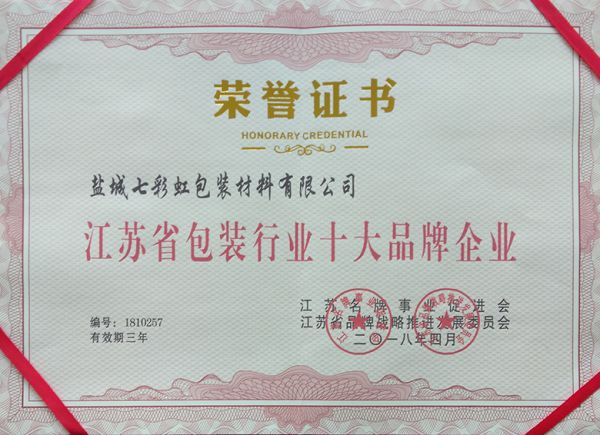 荣誉证书
HONORARY CREDENTIAL
盐城七彩虹包装材料有限公司
江苏省包装行业十大品牌企业
江苏名牌事业促进会
江苏省品牌战略推进发展委员会
二〇一八年四月
编号：1810257
有效期三年